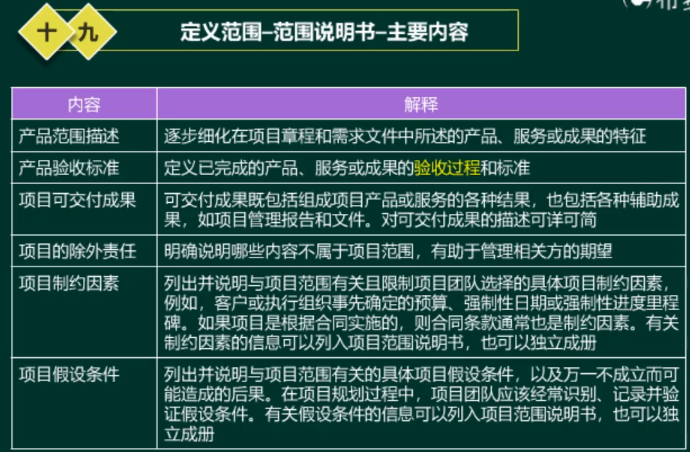 十九
定义范围–范围说明书–主要内容
内容 解释
产品范围描述 逐步细化在项目章程和需求文件中所述的产品、服务或成果的特征
产品验收标准 定义已完成的产品、服务或成果的验收过程和标准
项目可交付成果 可交付成果既包括组成项目产品或服务的各种结果，也包括各种辅助成
果，如项目管理报告和文件。对可交付成果的描述可详可简
项目的除外责任 明确说明哪些内容不属于项目范围，有助于管理相关方的期望
项目制约因素 列出并说明与项目范围有关且限制项目团队选择的具体项目制约因素，
例如，客户或执行组织事先确定的预算、强制性日期或强制性进度里程
碑。如果项目是根据合同实施的，则合同条款通常也是制约因素。有关
制约因素的信息可以列入项目范围说明书，也可以独立成册
项目假设条件 列出并说明与项目范围有关的具体项目假设条件，以及万一不成立而可
能造成的后果。在项目规划过程中，项目团队应该经常识别、记录并验
证假设条件。有关假设条件的信息可以列入项目范围说明书，也可以独
立成册